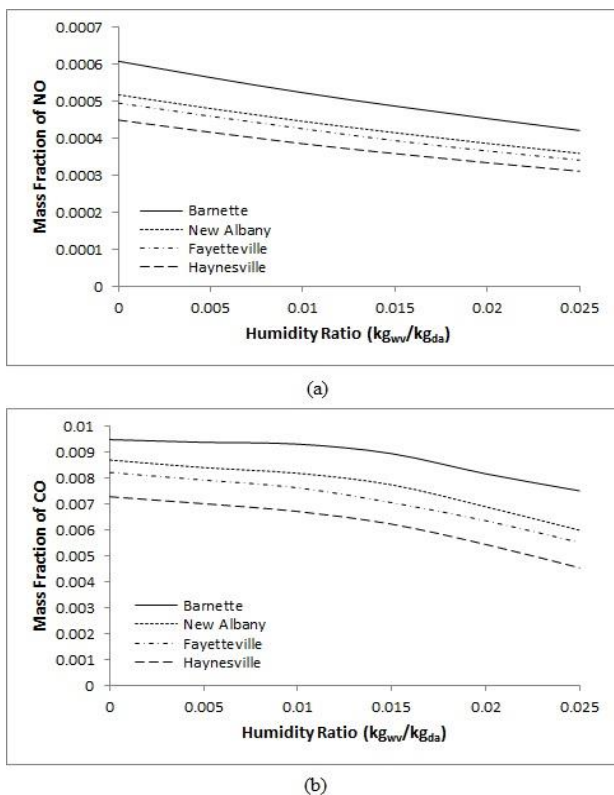 0.0007
0.0006
0.0005
0.0004
0.0003
0.0002
0.0001
0
Mass Fraction of NO
Barnette
New Albany
Fayetteville
Haynesville
0 0.005 0.01 0.015 0.02 0.025
Humidity Ratio (kgwv/kgda)
(a)
0.01
0.009
0.008
0.007
0.006
0.005
0.004
0.003
0.002
0.001
0
Mass Fraction of CO
Barnette
New Albany
Fayetteville
Haynesville
0 0.005 0.01 0.015 0.02 0.025
Humidity Ratio (kgwv/kgda)
(b)